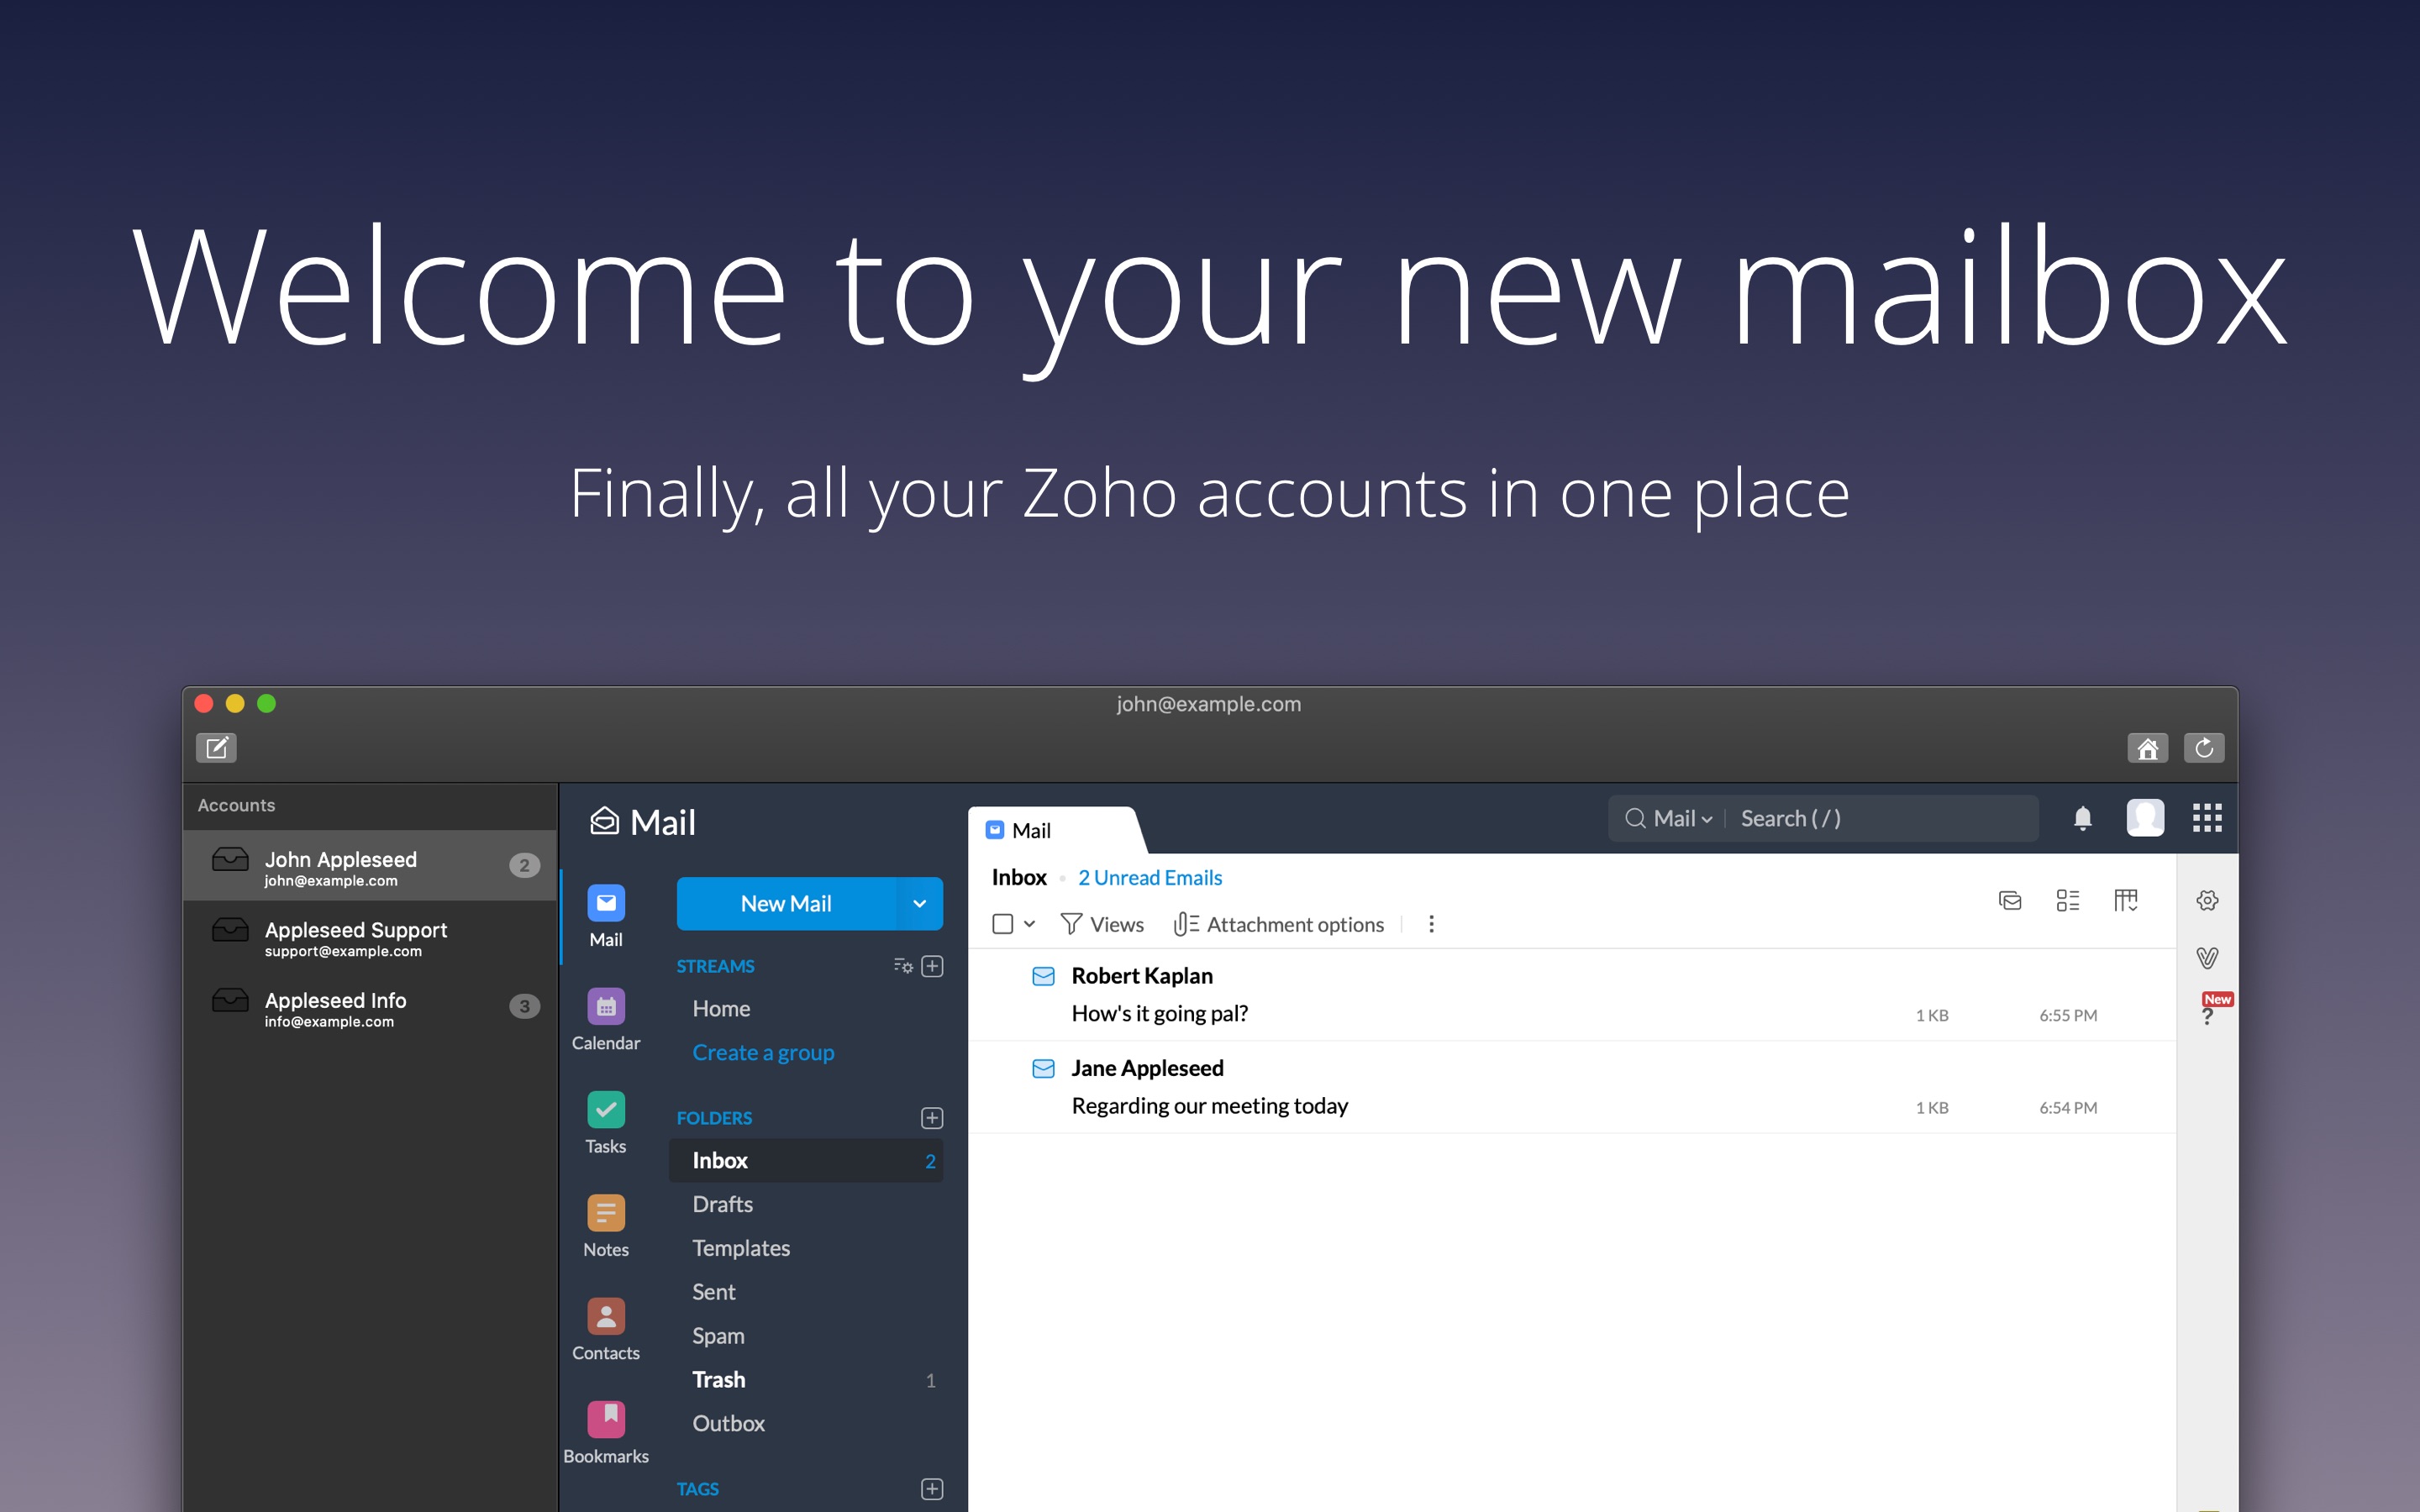 Welcome to your new mailbox
Finally, all your Zoho accounts in one place
john@example.com
Accounts
John Appleseed
john@example.com
2
Appleseed Support
support@example.com
Appleseed Info
info@example.com
3
Mail
Mail
Calendar
Tasks
Notes
Contacts
Bookmarks
New Mail
STREAMS
Home
Create a group
FOLDERS
Inbox 2
Drafts
Templates
Sent
Spam
Trash 1
Outbox
TAGS
Mail
Mail Search ( / )
Inbox • 2 Unread Emails
Views Attachment options
Robert Kaplan
How's it going pal? 1 KB 6:55 PM
Jane Appleseed
Regarding our meeting today 1 KB 6:54 PM
New
?